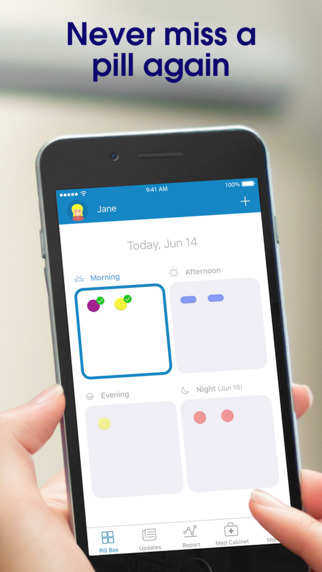 Never miss a
pill again
9:41 AM
100%
Jane
Today, Jun 14
Morning
Afternoon
Evening
Night (Jun 15)
Pill Box
Updates
Report
Med Cabinet